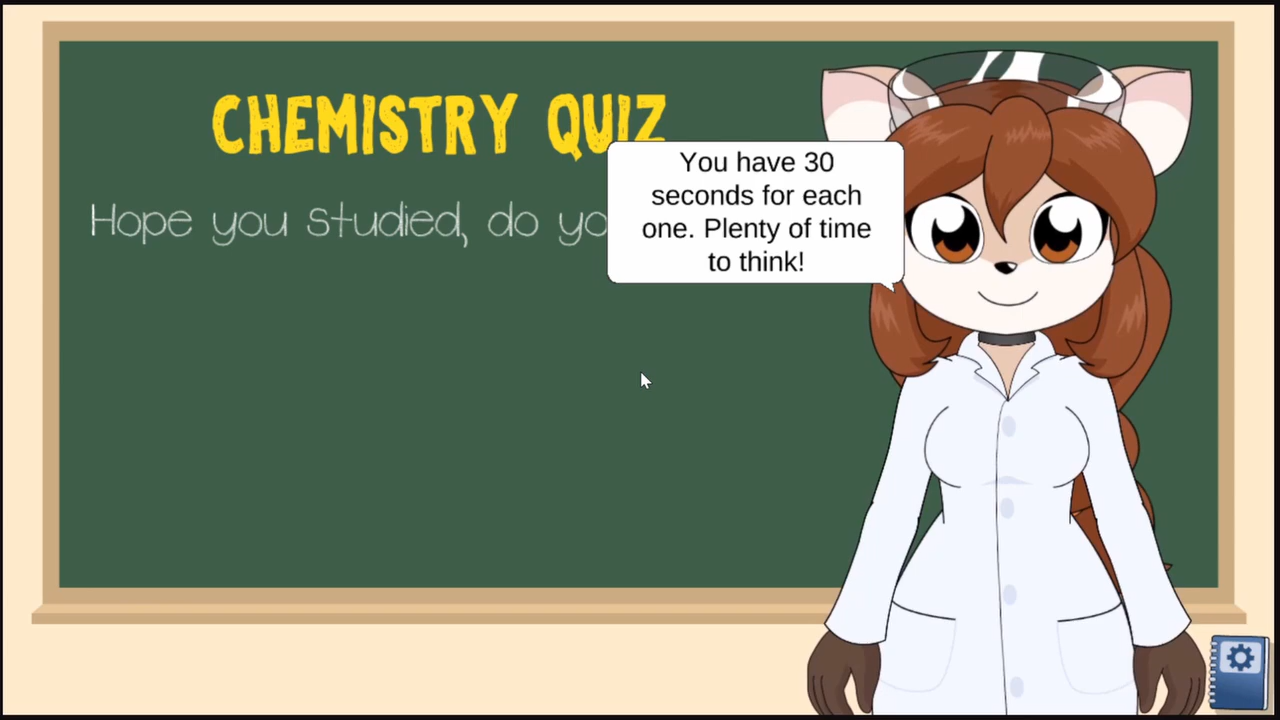 CHEMISTRY QUIZ
Hope you studied, do yo
You have 30
seconds for each
one. Plenty of time
to think!